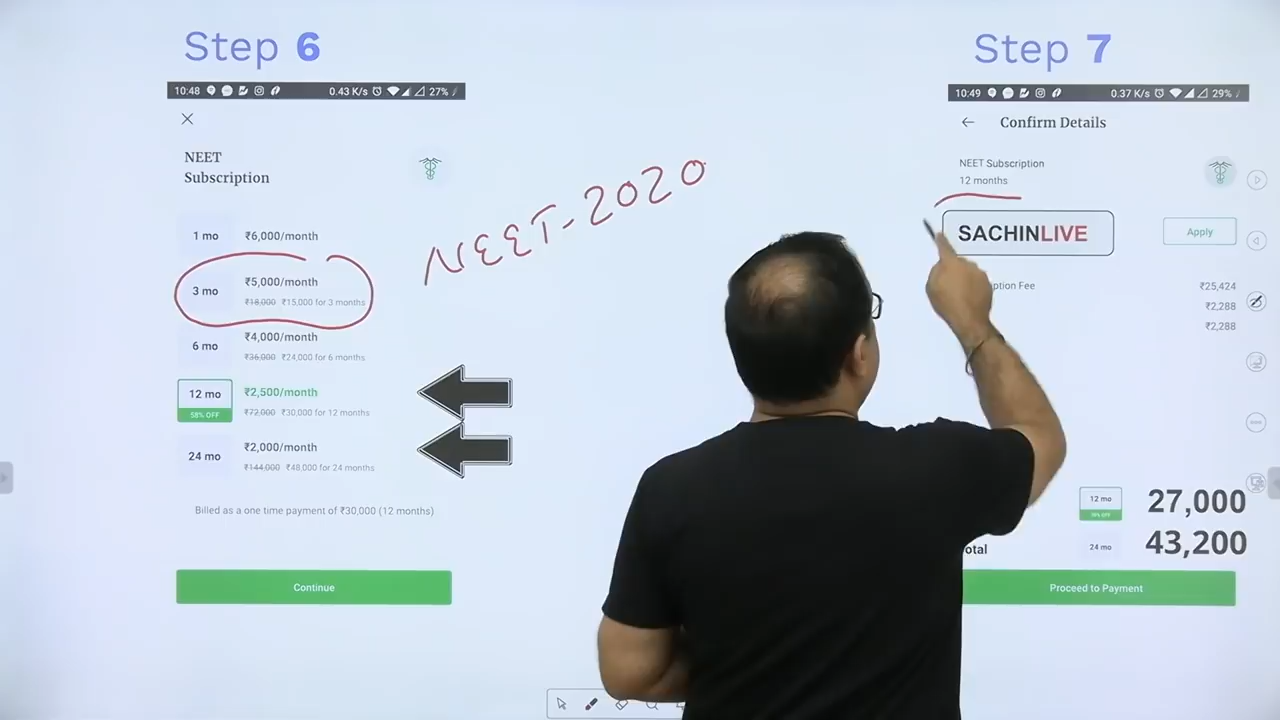 Step 6
10:48 0.43 K/s 27%
NEET
Subscription
1 mo ₹6,000/month
3 mo ₹5,000/month
₹18,000 ₹15,000 for 3 months
6 mo ₹4,000/month
₹36,000 ₹24,000 for 6 months
12 mo ₹2,500/month
58% OFF ₹72,000 ₹30,000 for 12 months
24 mo ₹2,000/month
₹144,000 ₹48,000 for 24 months
Billed as a one time payment of ₹30,000 (12 months)
Continue
NEET-2020
Step 7
10:49 0.37 K/s 29%
Confirm Details
NEET Subscription
12 months
SACHINLIVE Apply
ption Fee ₹25,424
₹2,288
₹2,288
12 mo 27,000
otal 24 mo 43,200
Proceed to Payment